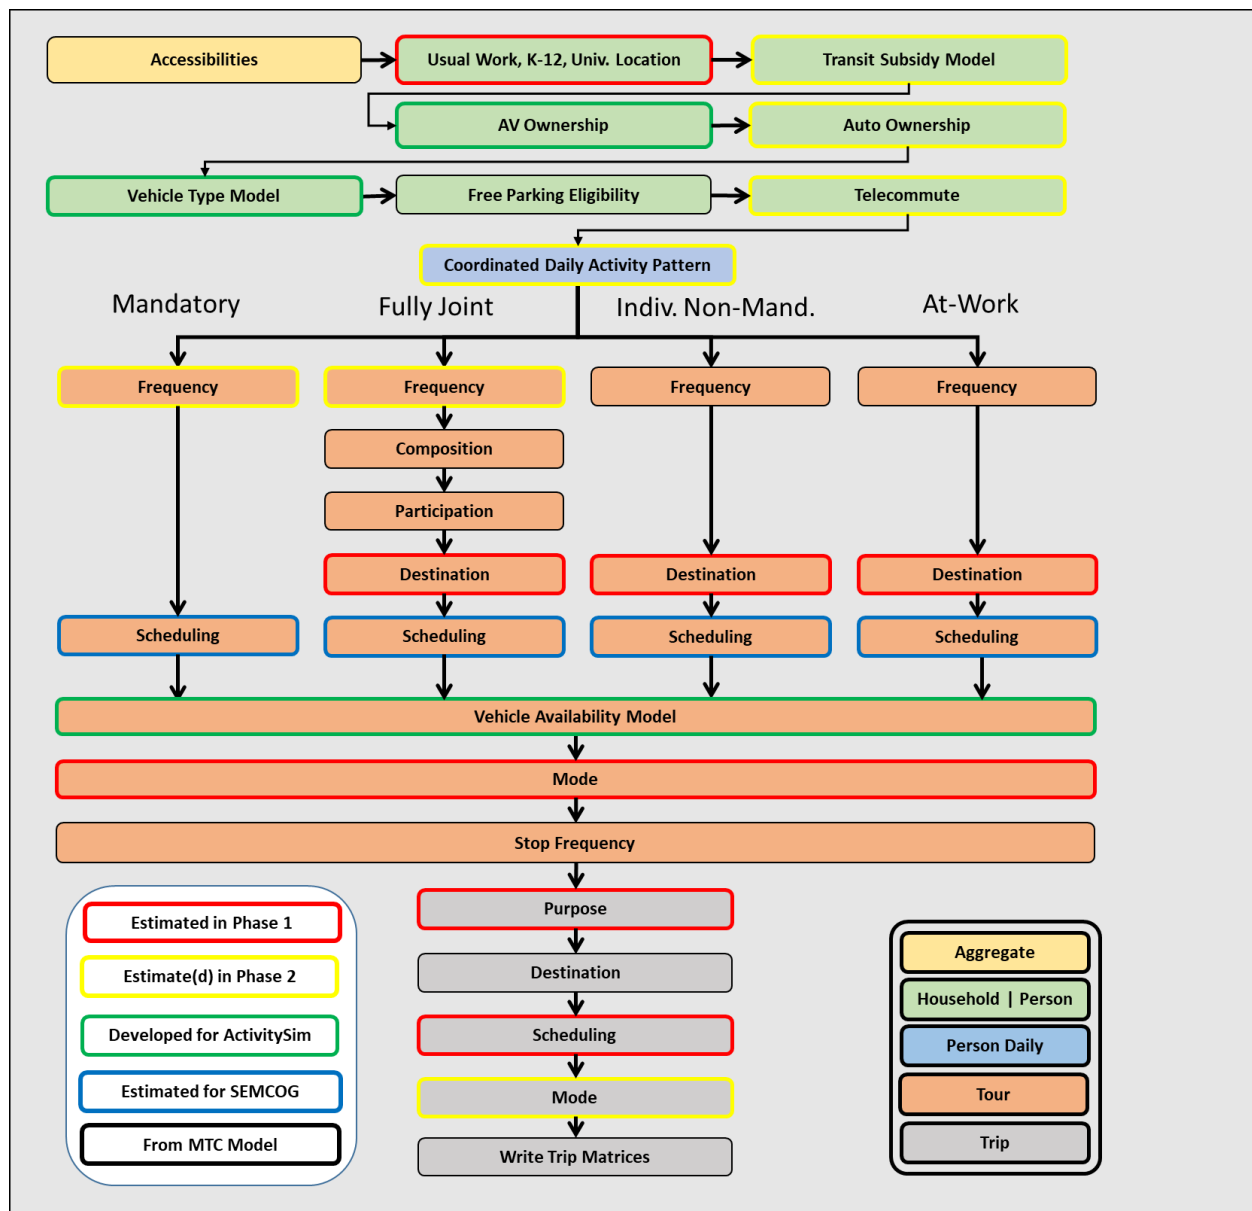 Accessibilities
Usual Work, K-12, Univ. Location
Transit Subsidy Model
AV Ownership
Auto Ownership
Vehicle Type Model
Free Parking Eligibility
Telecommute
Coordinated Daily Activity Pattern
Mandatory
Fully Joint
Indiv. Non-Mand.
At-Work
Frequency
Frequency
Frequency
Frequency
Composition
Participation
Destination
Destination
Destination
Scheduling
Scheduling
Scheduling
Scheduling
Vehicle Availability Model
Mode
Stop Frequency
Purpose
Destination
Scheduling
Mode
Write Trip Matrices
Estimated in Phase 1
Estimate(d) in Phase 2
Developed for ActivitySim
Estimated for SEMCOG
From MTC Model
Aggregate
Household | Person
Person Daily
Tour
Trip